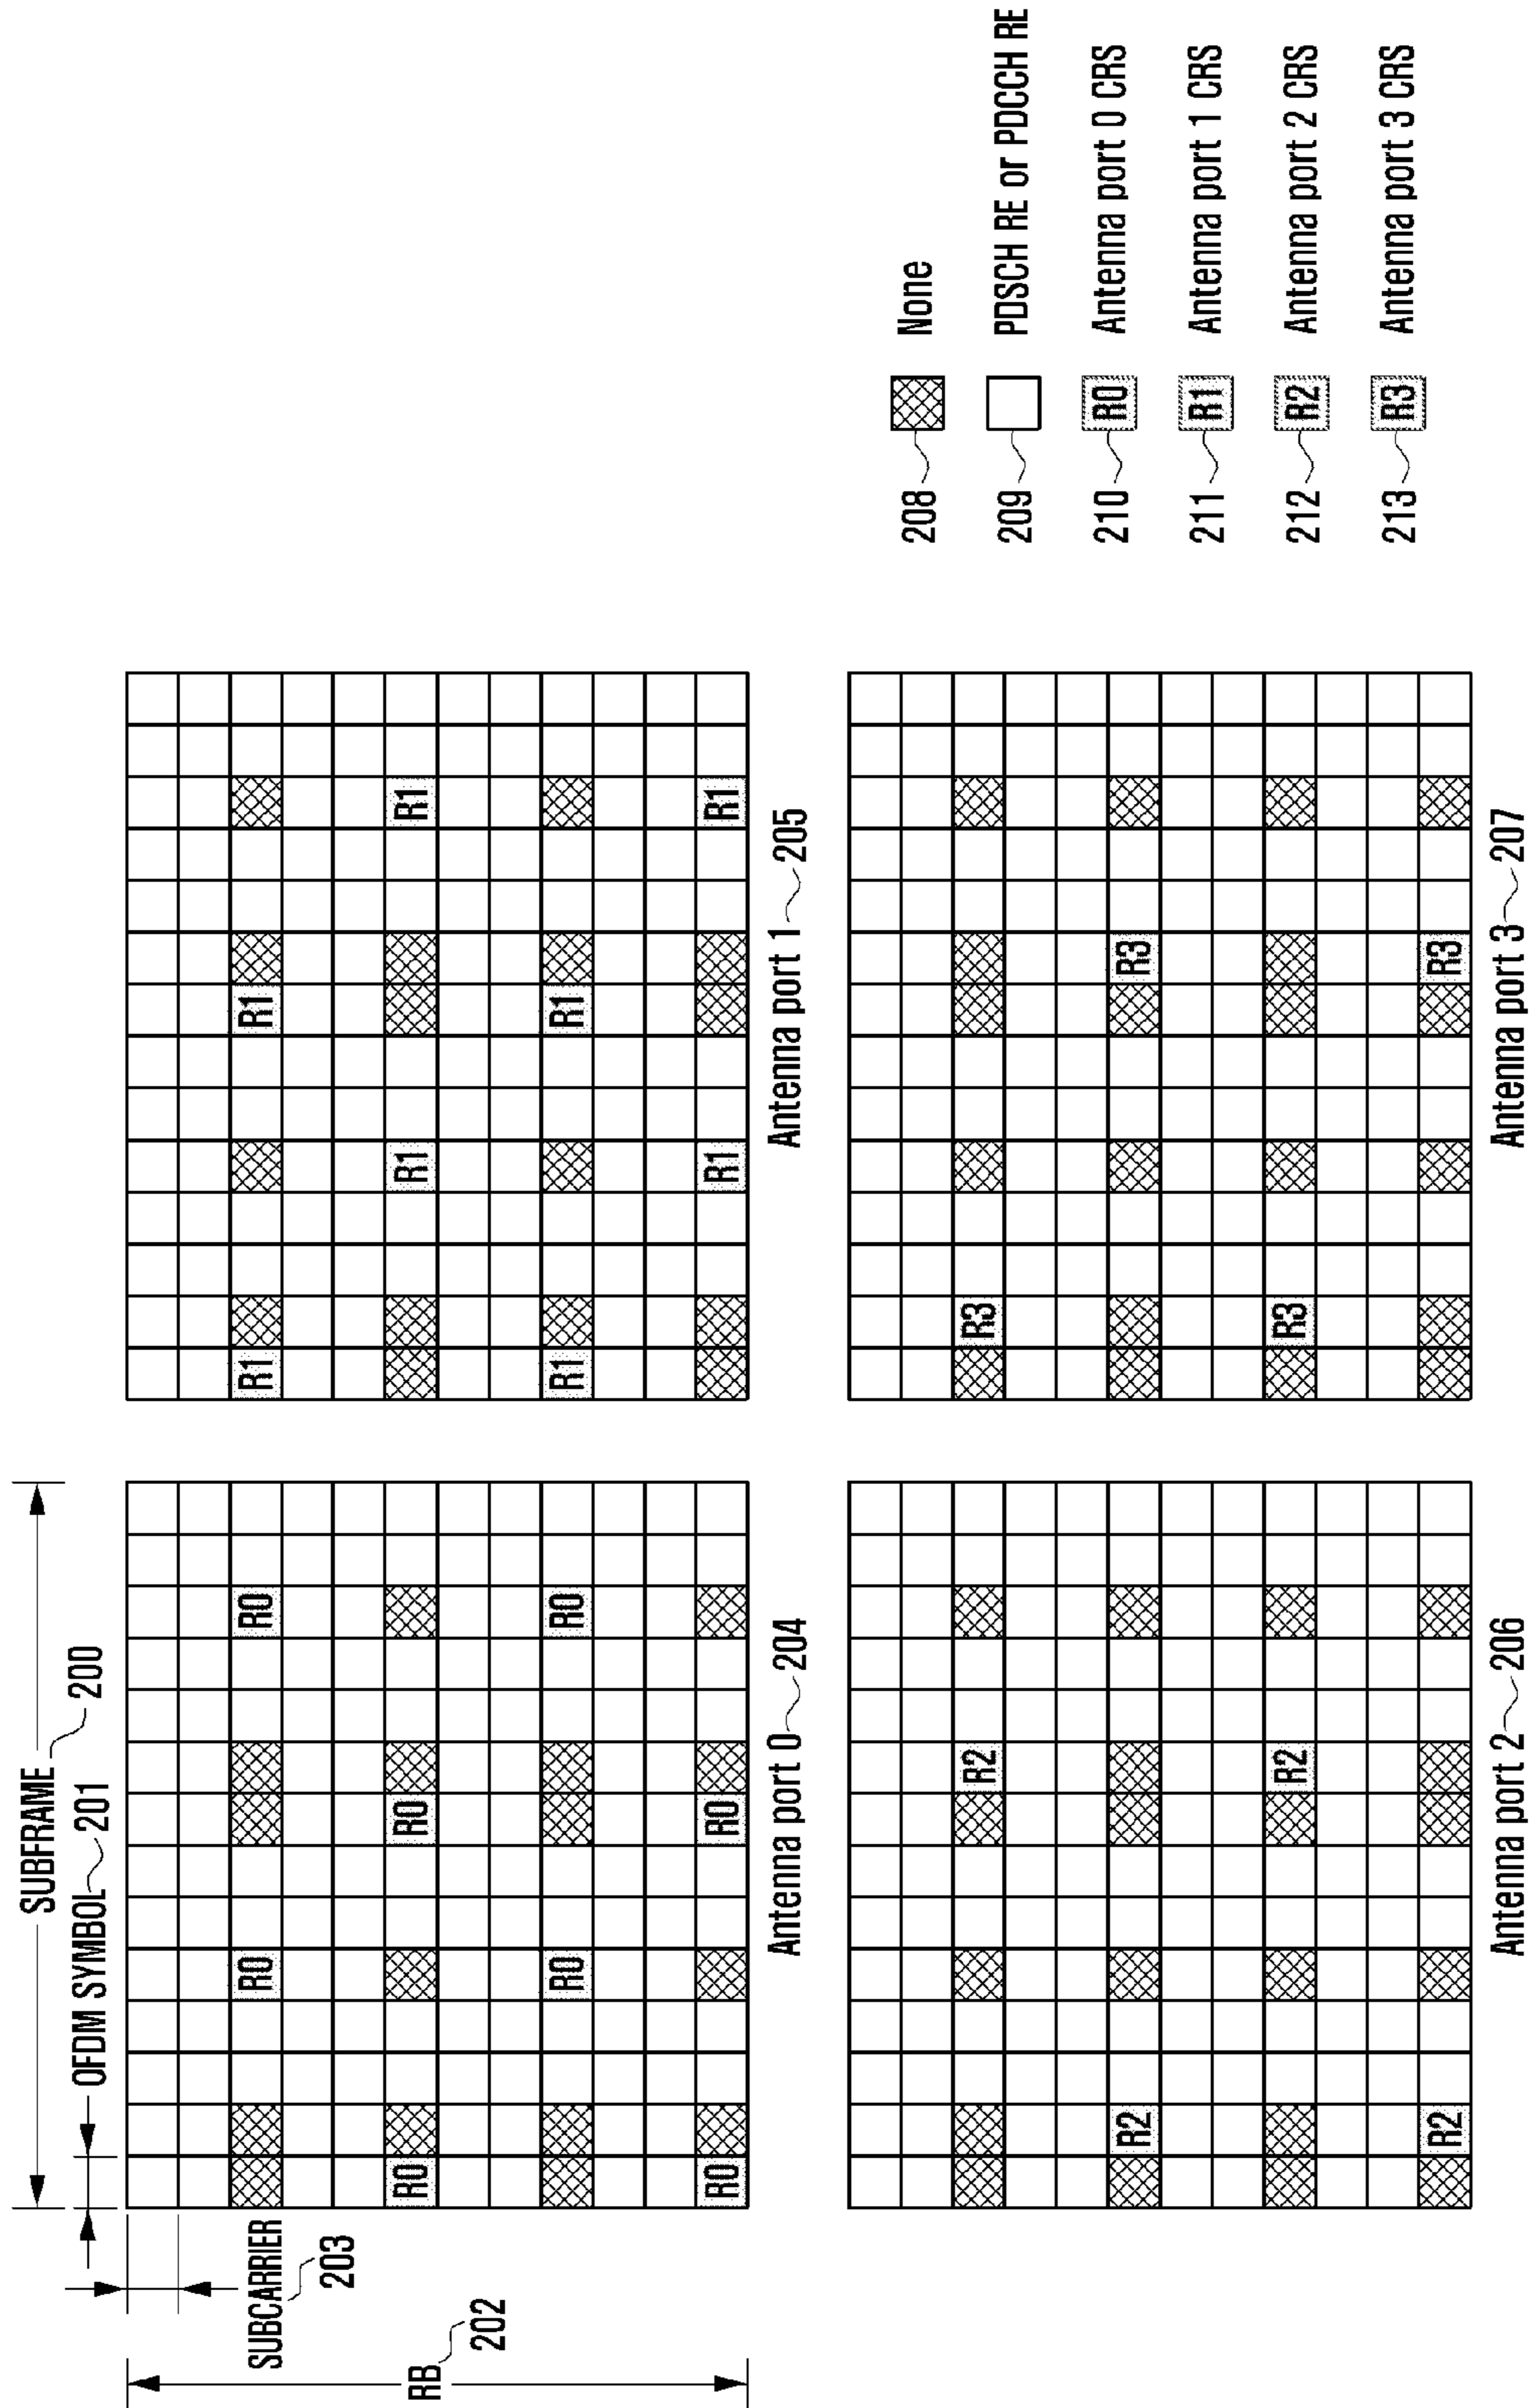 SUBFRAME 200
OFDM SYMBOL 201
SUBCARRIER
203
RB
202
R0 R0
R0 R0
R0 R0
R0 R0
Antenna port 0 204
R1 R1
R1 R1
R1 R1
R1 R1
Antenna port 1 205
R2
R2
R2
R2
Antenna port 2 206
R3
R3
R3
R3
Antenna port 3 207
208 None
209 PDSCH RE or PDCCH RE
210 R0 Antenna port 0 CRS
211 R1 Antenna port 1 CRS
212 R2 Antenna port 2 CRS
213 R3 Antenna port 3 CRS